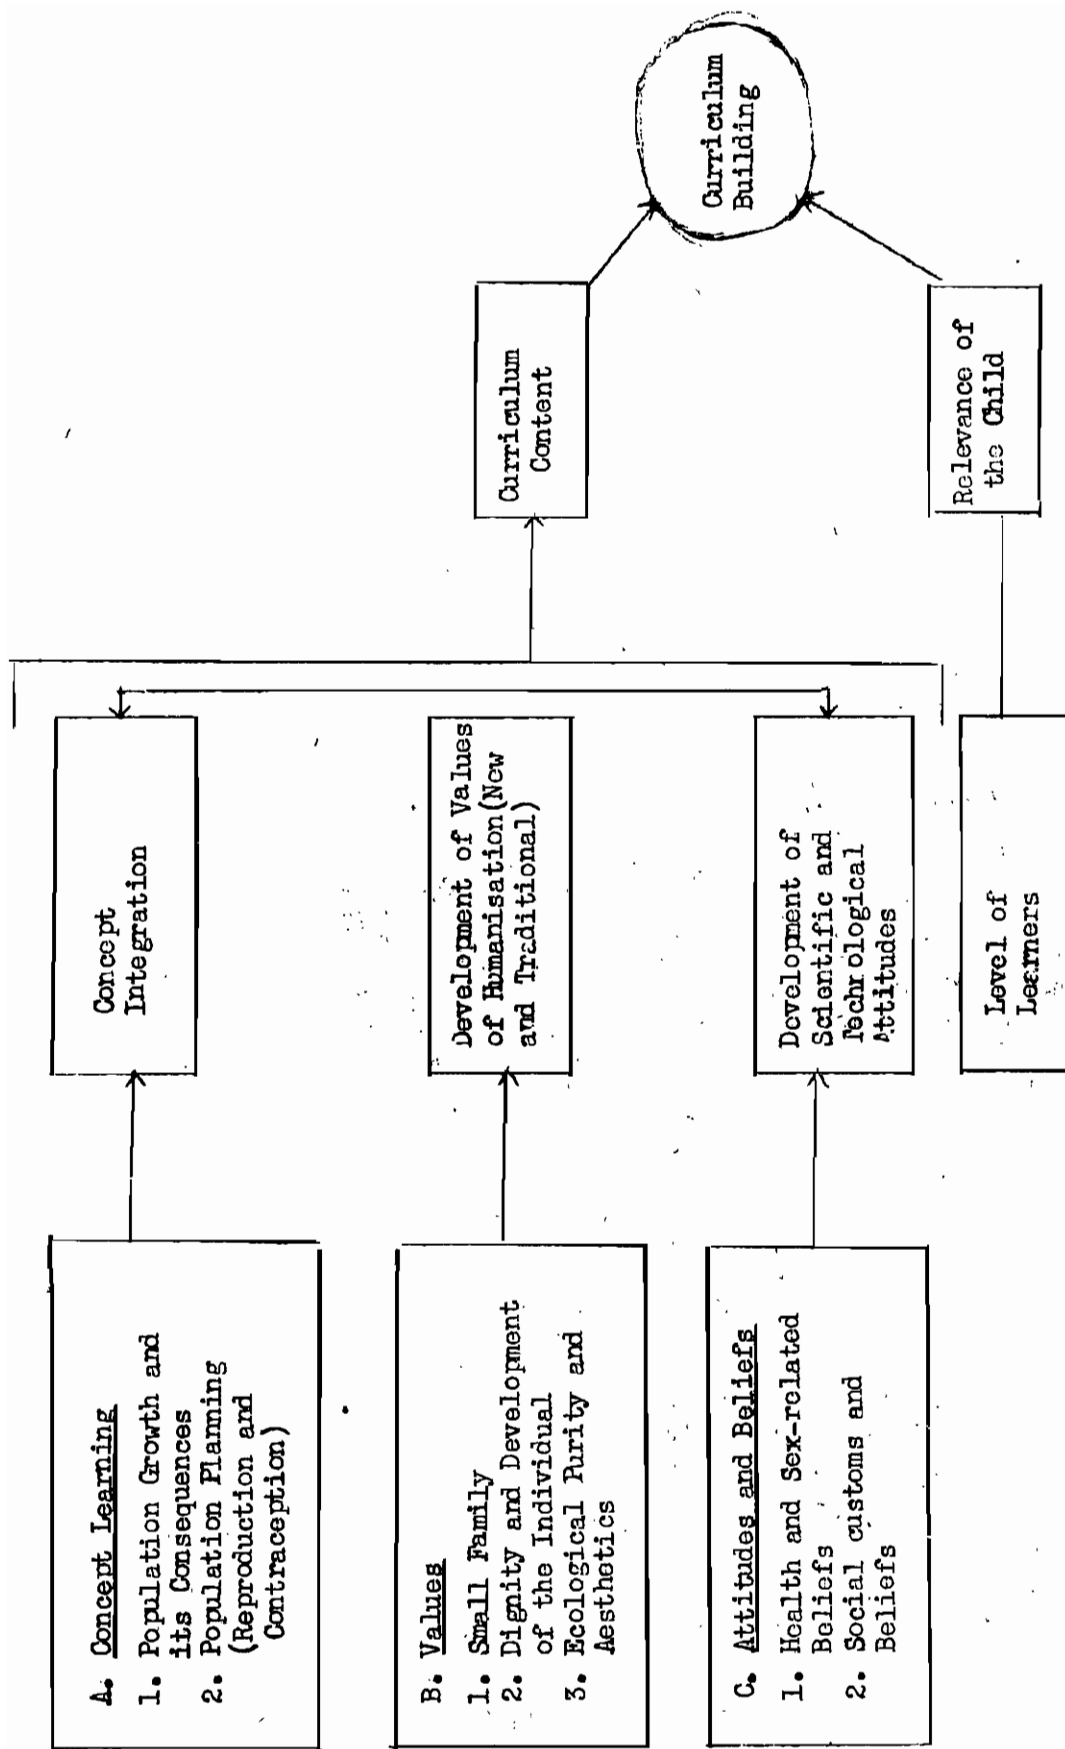 A. Concept Learning
1. Population Growth and
its Consequences
2. Population Planning
(Reproduction and
Contraception)
B. Values
1. Small Family
2. Dignity and Development
of the Individual
3. Ecological Purity and
Aesthetics
C. Attitudes and Beliefs
1. Health and Sex-related
Beliefs
2. Social customs and
Beliefs
Concept
Integration
Development of Values
of Humanisation(New
and Traditional)
Development of
Scientific and
Technological
Attitudes
Level of
Learners
Curriculum
Content
Relevance of
the Child
Curriculum
Building